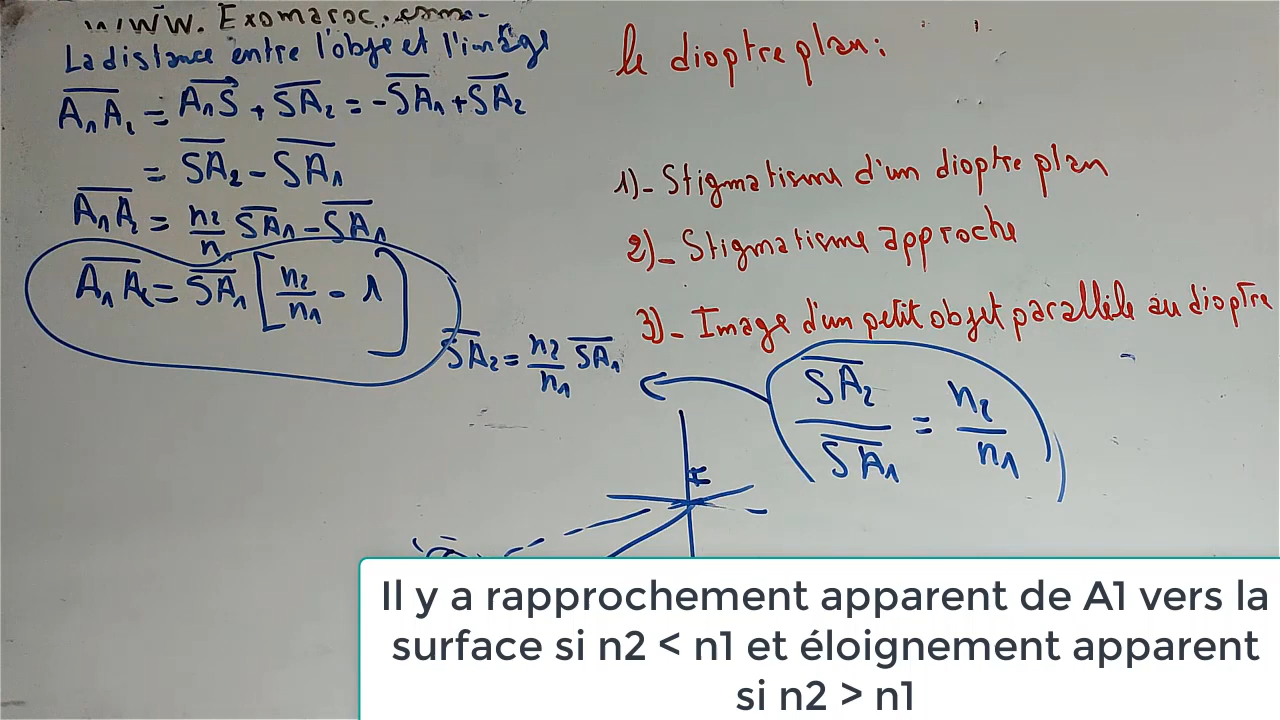 www. Exomaroc.com
La distance entre l'obje et l'image
A₁A₂ = A₁S + SA₂ = -SA₁ + SA₂
= SA₂ - SA₁
A₁A₂ = n₂/n₁ SA₁ - SA₁
A₁A₂ = SA₁ [n₂/n₁ - 1]
le dioptre plan:
1)- Stigmatisme d'un dioptre plan
2)- Stigmatisme approche
3)- Image d'un petit objet parallèle au dioptre
SA₂ = n₂/n₁ SA₁
SA₂/SA₁ = n₂/n₁
I
Il y a rapprochement apparent de A1 vers la
surface si n2 < n1 et éloignement apparent
si n2 > n1